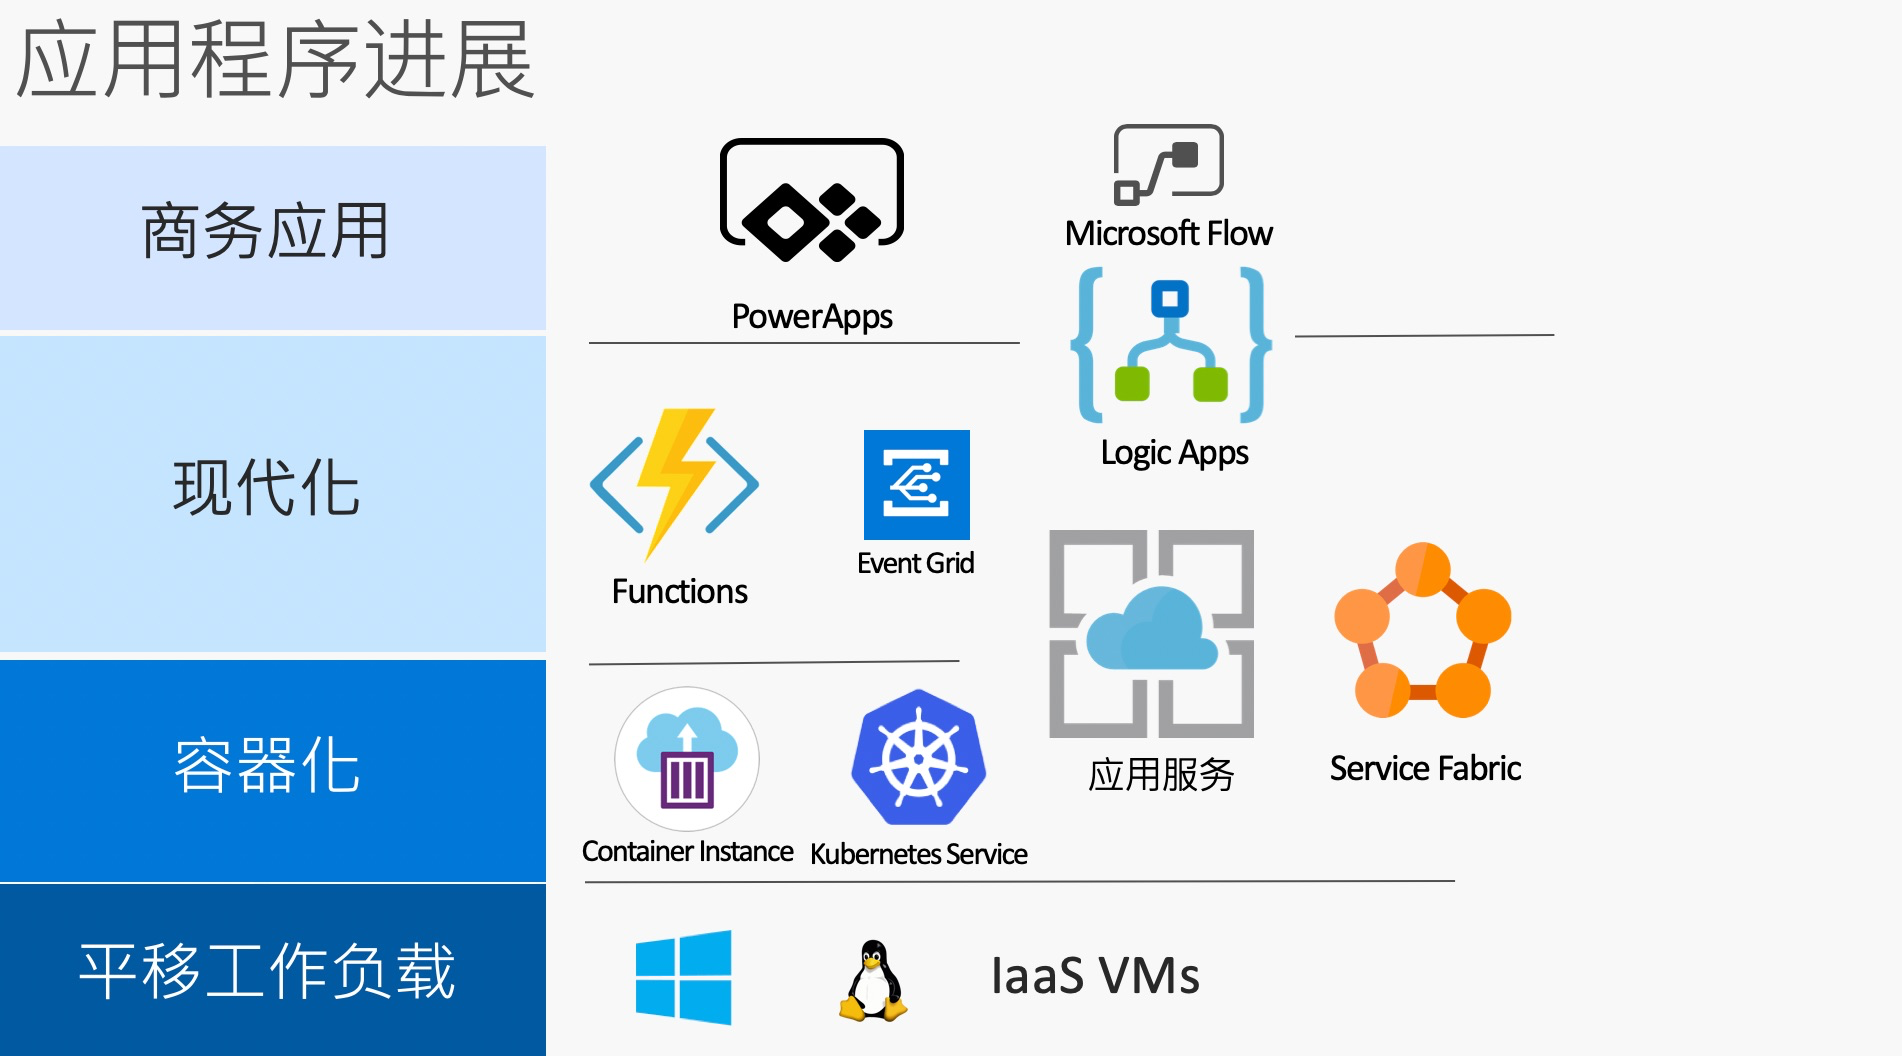 应用程序进展
商务应用
PowerApps
Microsoft Flow
现代化
Functions
Event Grid
Logic Apps
容器化
Container Instance
Kubernetes Service
应用服务
Service Fabric
平移工作负载
IaaS VMs